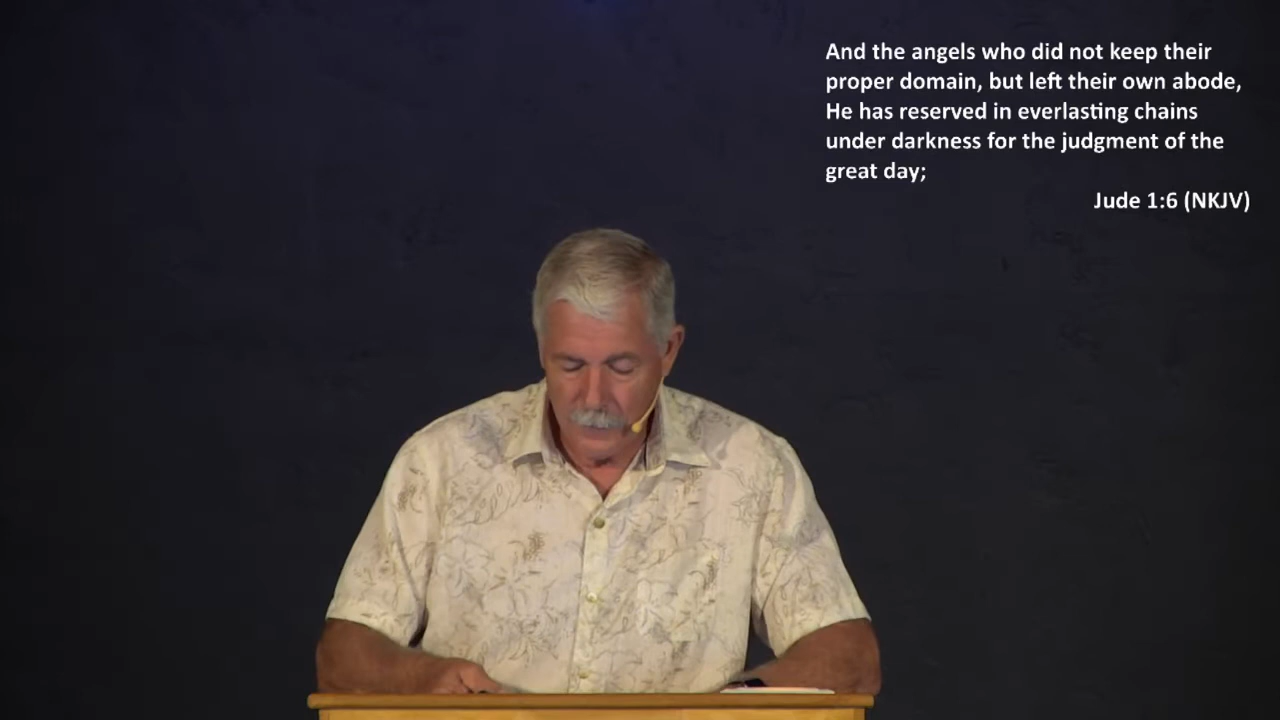 And the angels who did not keep their
proper domain, but left their own abode,
He has reserved in everlasting chains
under darkness for the judgment of the
great day;
Jude 1:6 (NKJV)